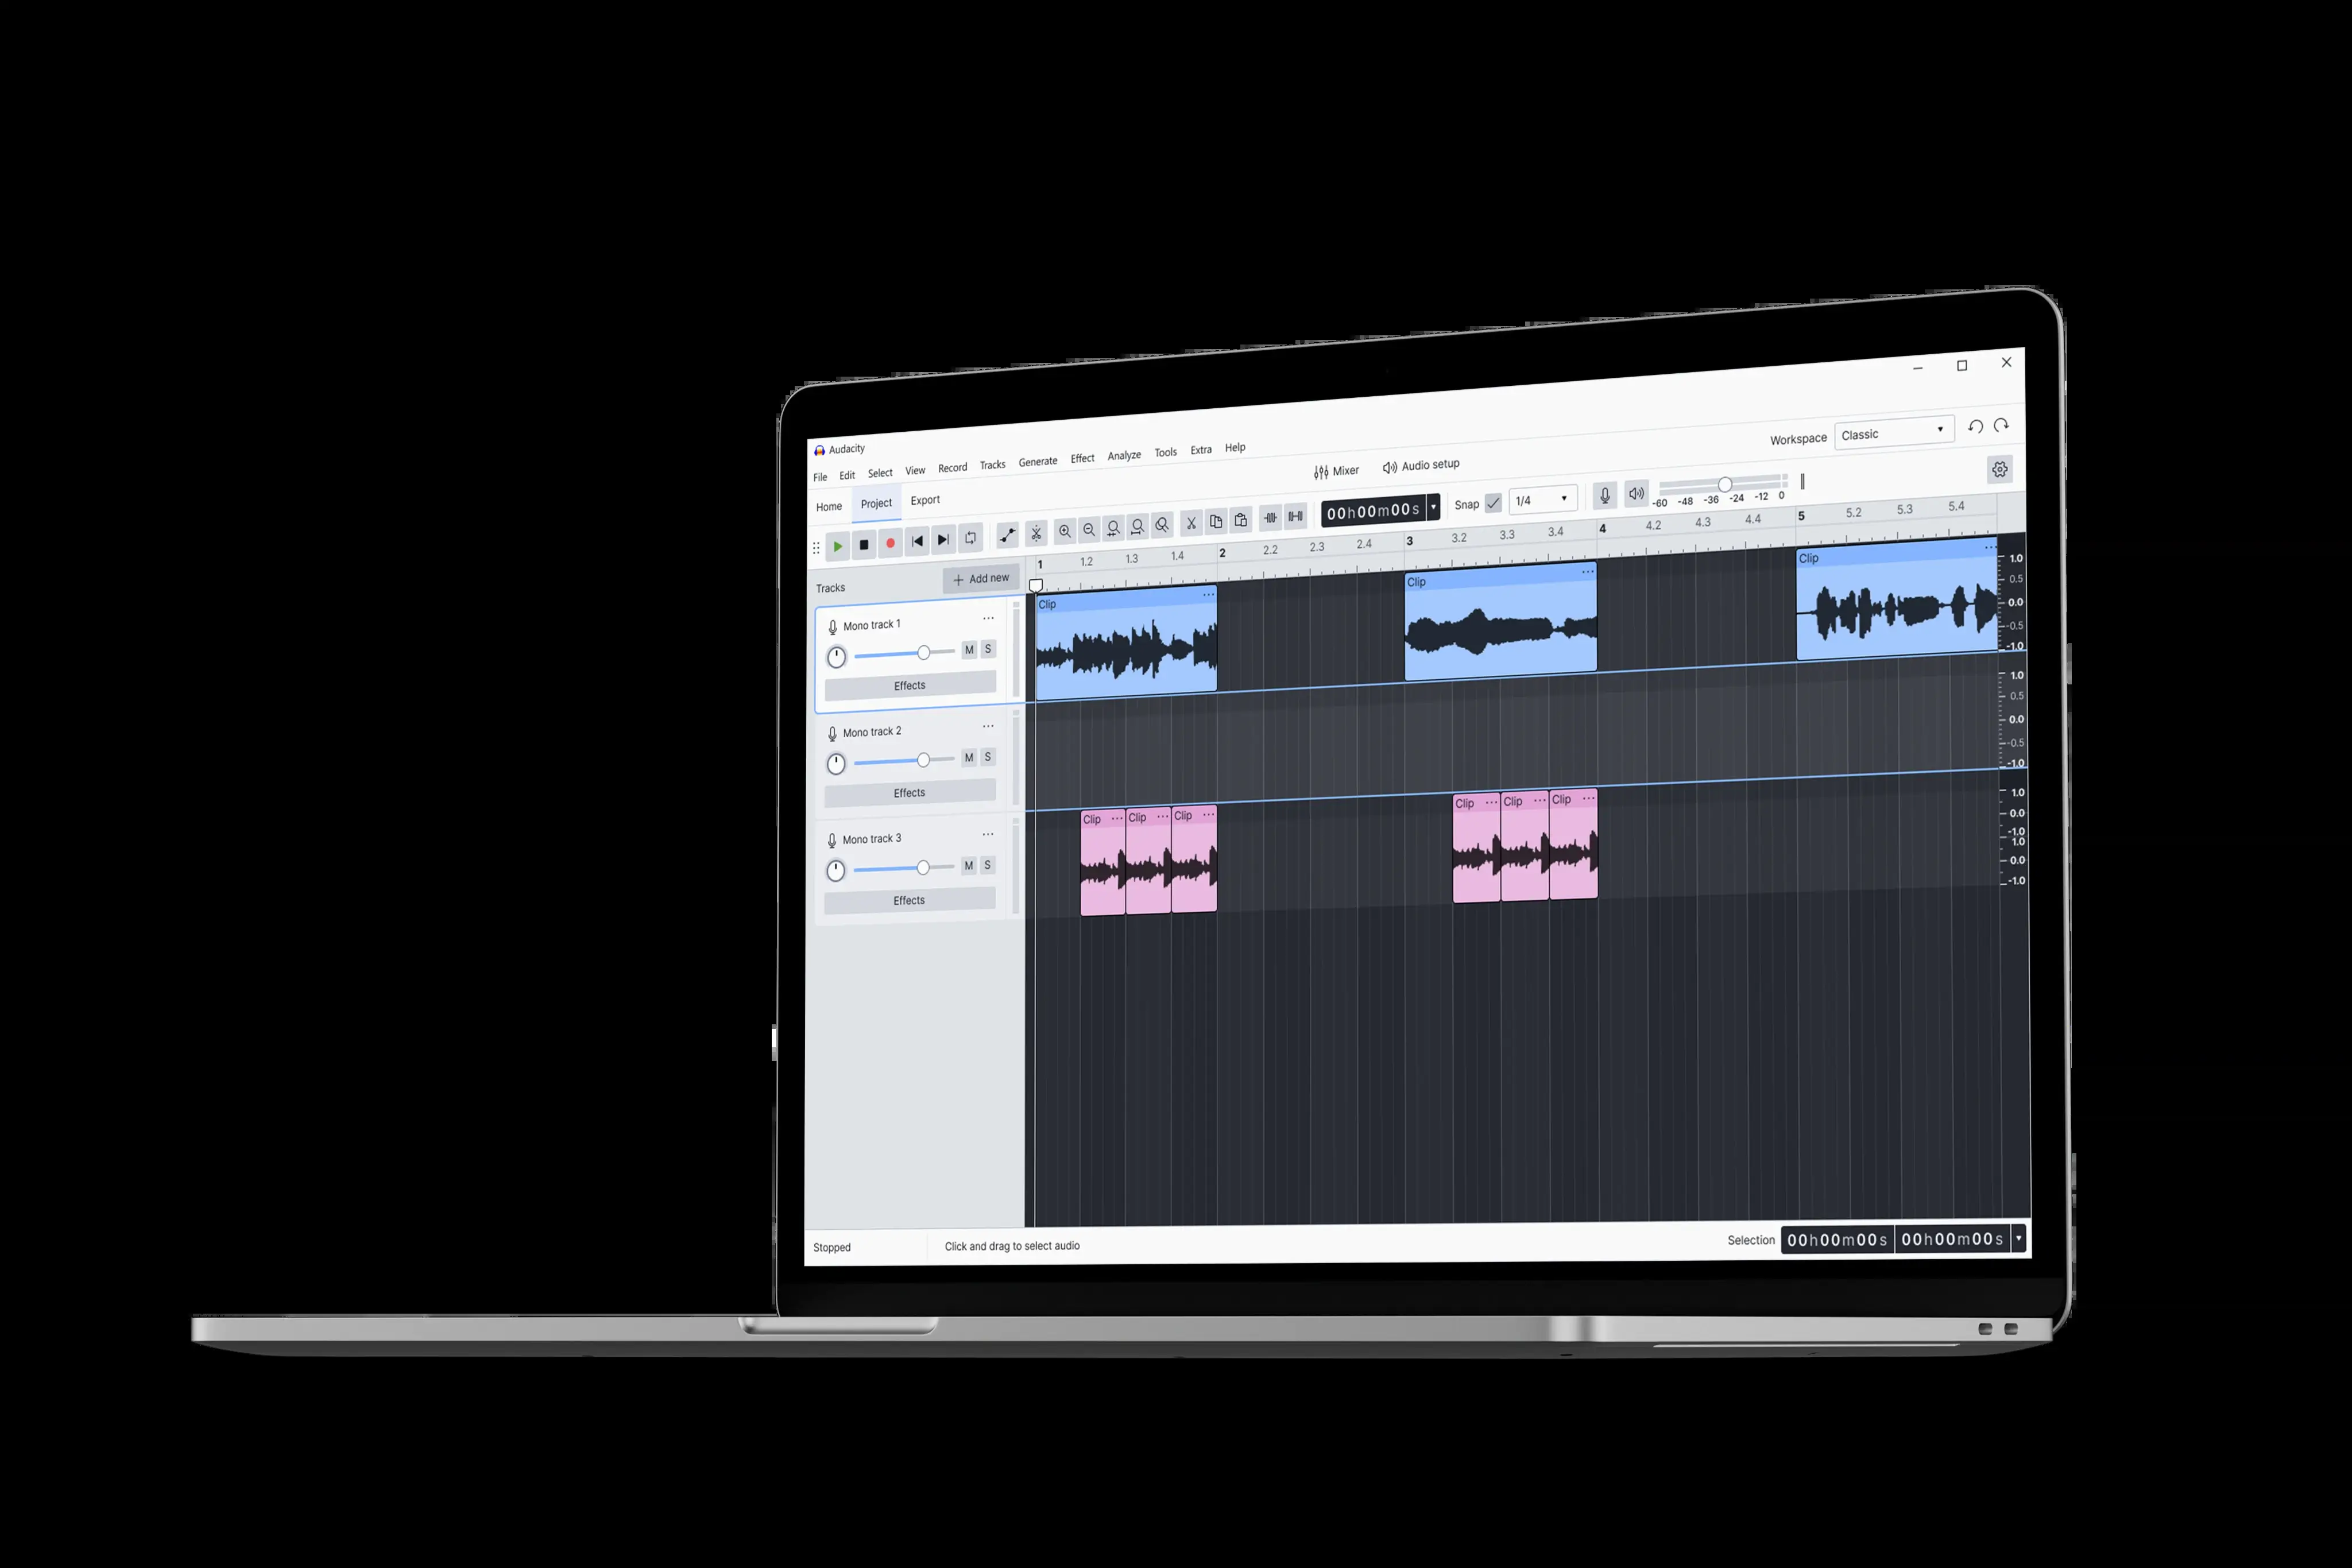 Audacity
File Edit Select View Record Tracks Generate Effect Analyze Tools Extra Help
Mixer Audio setup
Workspace Classic
Home Project Export
00h00m00s
Snap 1/4
-60 -48 -36 -24 -12 0
Tracks
Add new
1 1.2 1.3 1.4 2 2.2 2.3 2.4 3 3.2 3.3 3.4 4 4.2 4.3 4.4 5 5.2 5.3 5.4
Mono track 1
M S
Effects
Clip
Clip
Clip
1.0
0.5
0.0
-0.5
-1.0
Mono track 2
M S
Effects
1.0
0.5
0.0
-0.5
-1.0
Mono track 3
M S
Effects
Clip Clip Clip
Clip Clip Clip
1.0
0.0
-1.0
1.0
0.0
-1.0
Stopped
Click and drag to select audio
Selection 00h00m00s 00h00m00s